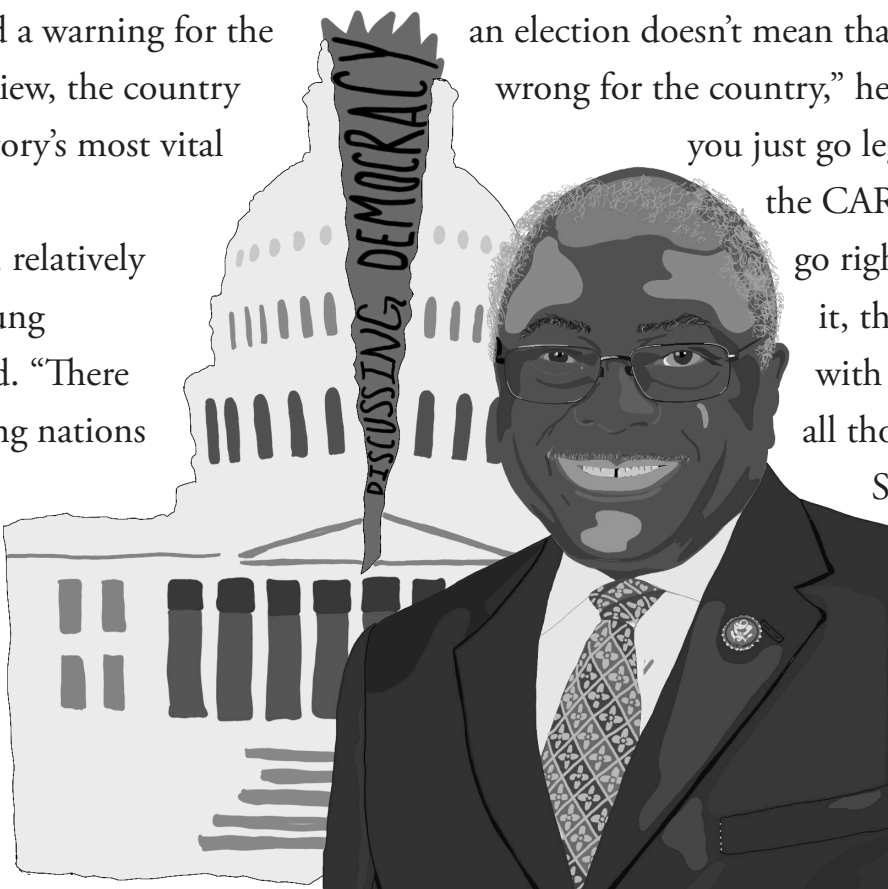 d a warning for the
iew, the country
tory’s most vital
relatively
ung
d. “There
ng nations
DISCUSSING DEMOCRACY
an election doesn’t mean tha
wrong for the country,” he
you just go leg
the CAR
go righ
it, th
with
all tho
S